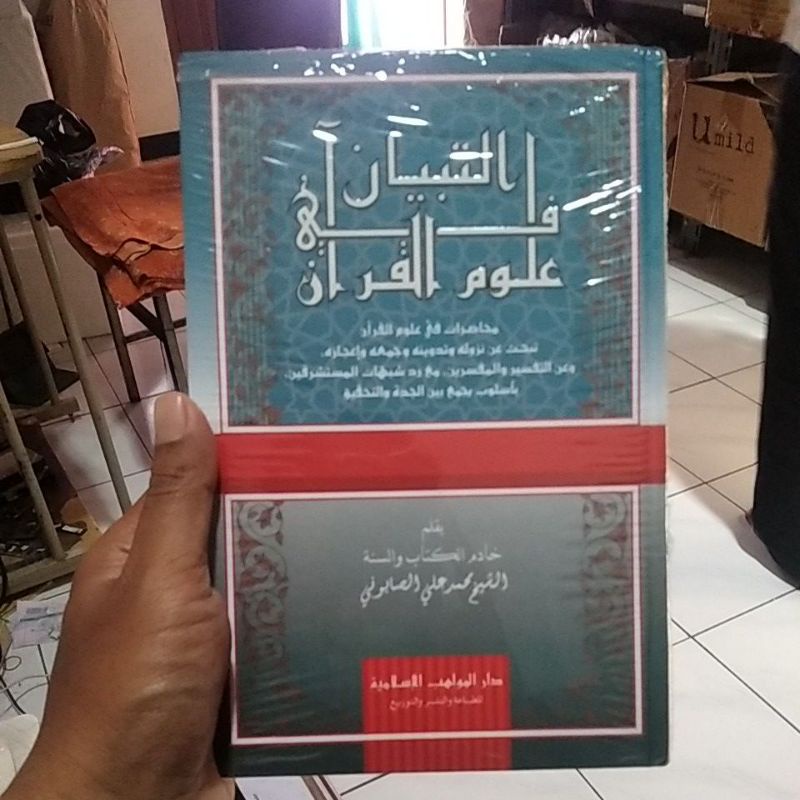 التبيان
في
علوم القرآن
محاضرات في علوم القرآن
تبحث عن نزوله وتدوينه وجمعه وإعجازه،
وعن التفسير والمفسرين، مع رد شبهات المستشرقين،
بأسلوب يجمع بين الجدة والتحقيق
بقلم
خادم الكتاب والسنة
الشيخ محمد علي الصابوني
دار المواهب الإسلامية
للطباعة والنشر والتوزيع
U mild